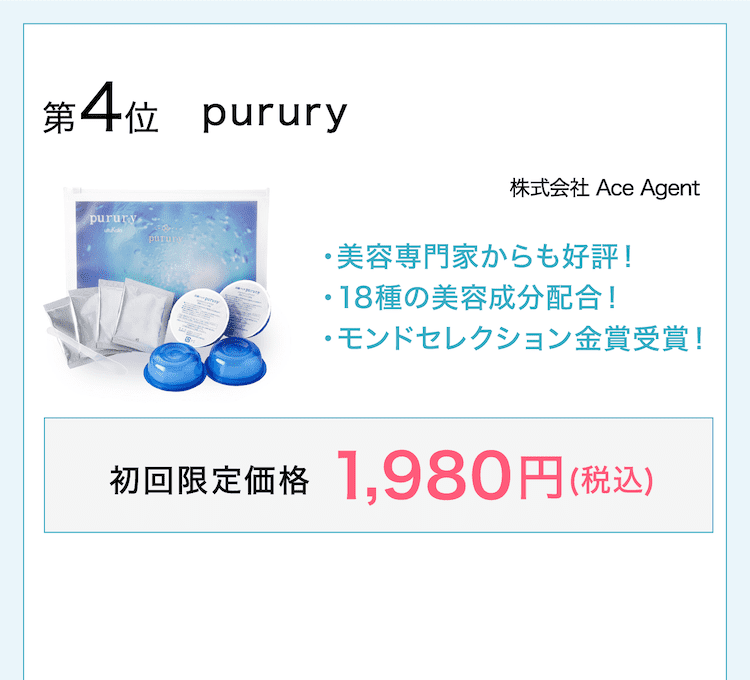 第4位 purury
株式会社 Ace Agent
purury
・美容専門家からも好評！
・18種の美容成分配合！
・モンドセレクション金賞受賞！
初回限定価格 1,980円(税込)